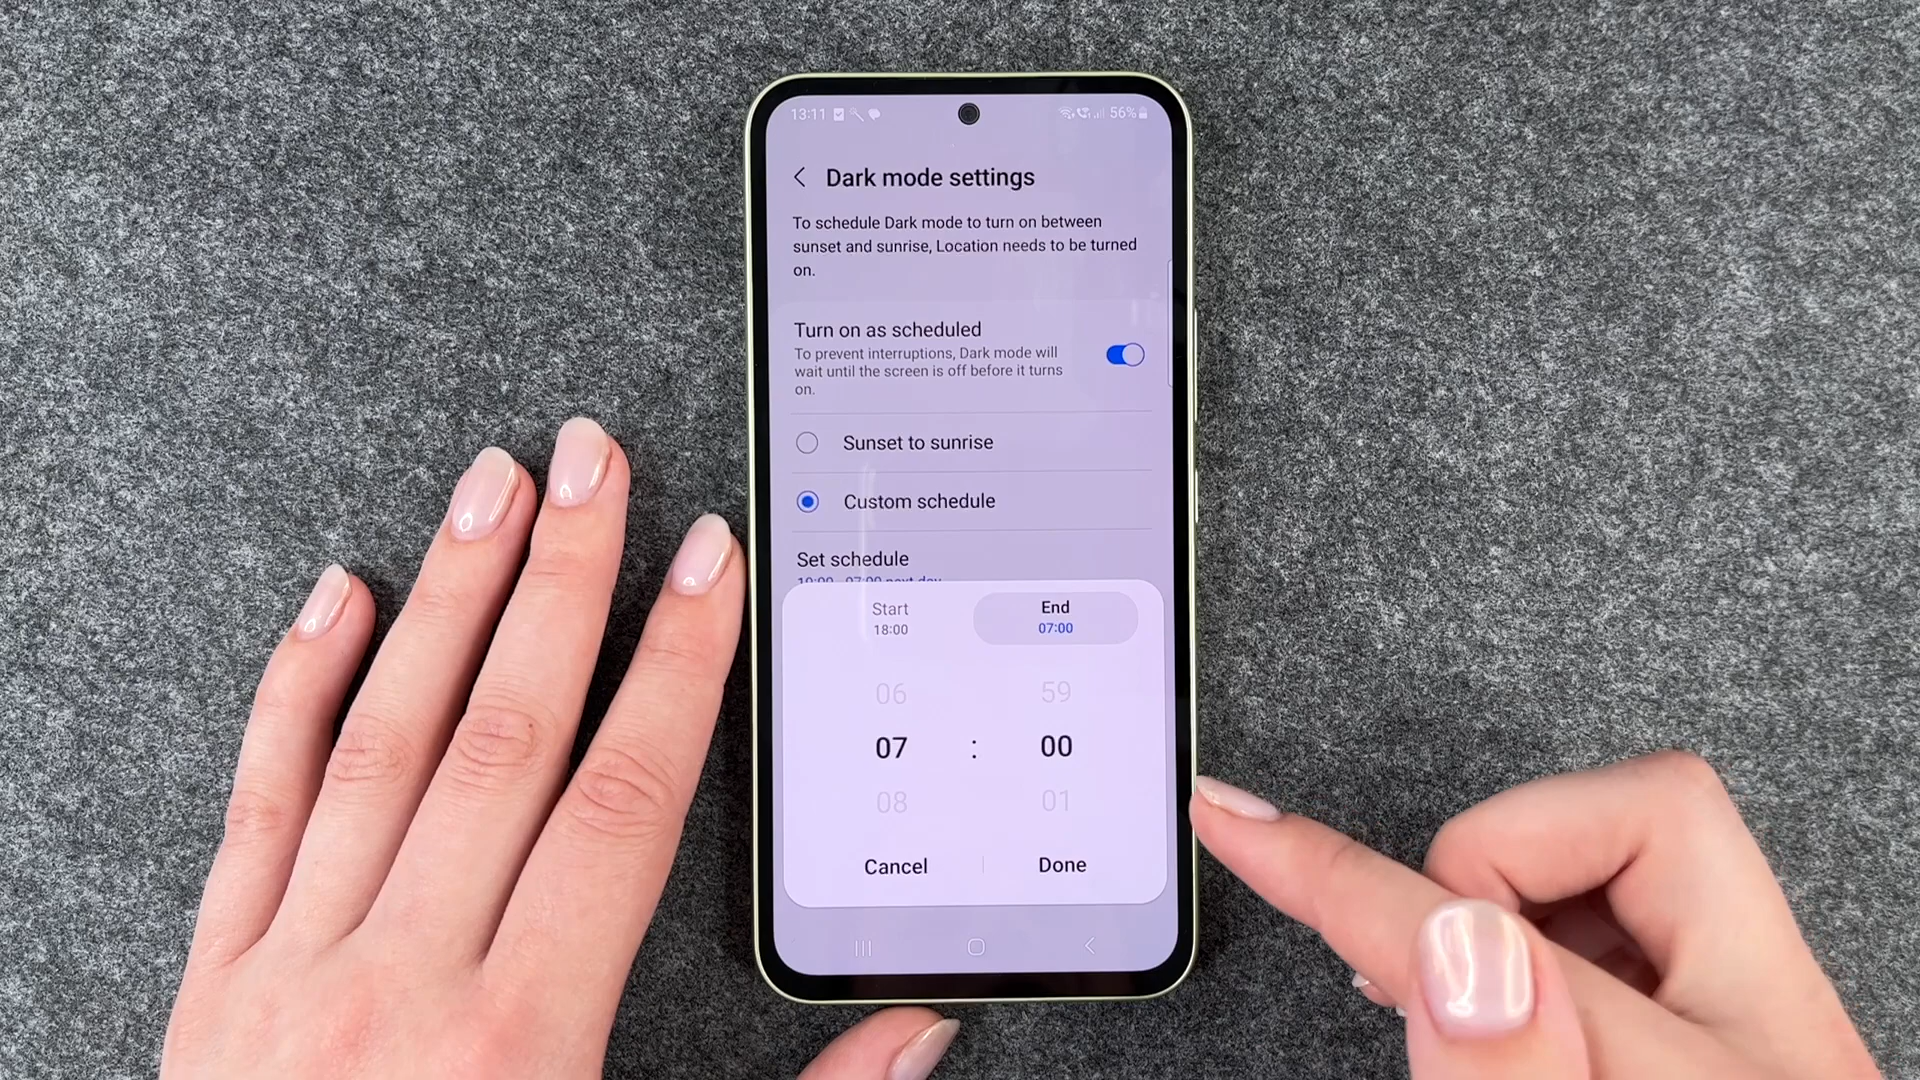 13:11 56%
Dark mode settings
To schedule Dark mode to turn on between
sunset and sunrise, Location needs to be turned
on.
Turn on as scheduled
To prevent interruptions, Dark mode will
wait until the screen is off before it turns
on.
Sunset to sunrise
Custom schedule
Set schedule
Start End
18:00 07:00
06 59
07 : 00
08 01
Cancel Done